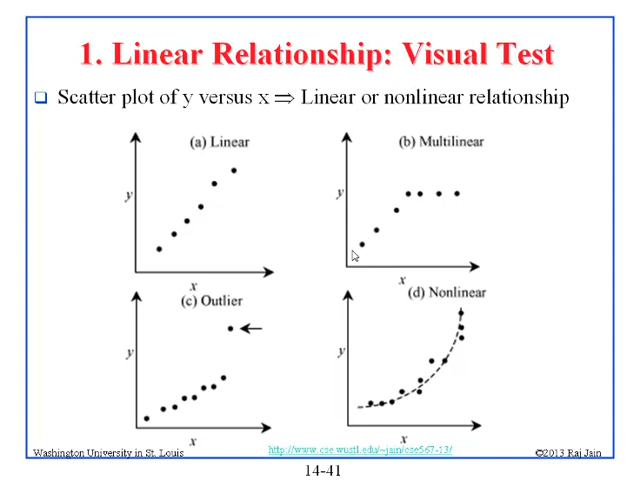 1. Linear Relationship: Visual Test
Scatter plot of y versus x ⇒ Linear or nonlinear relationship
(a) Linear
(b) Multilinear
y
y
x
x
(c) Outlier
(d) Nonlinear
y
y
x
x
Washington University in St. Louis
http://www.cse.wustl.edu/~jain/cse567-13/
©2013 Raj Jain
14-41